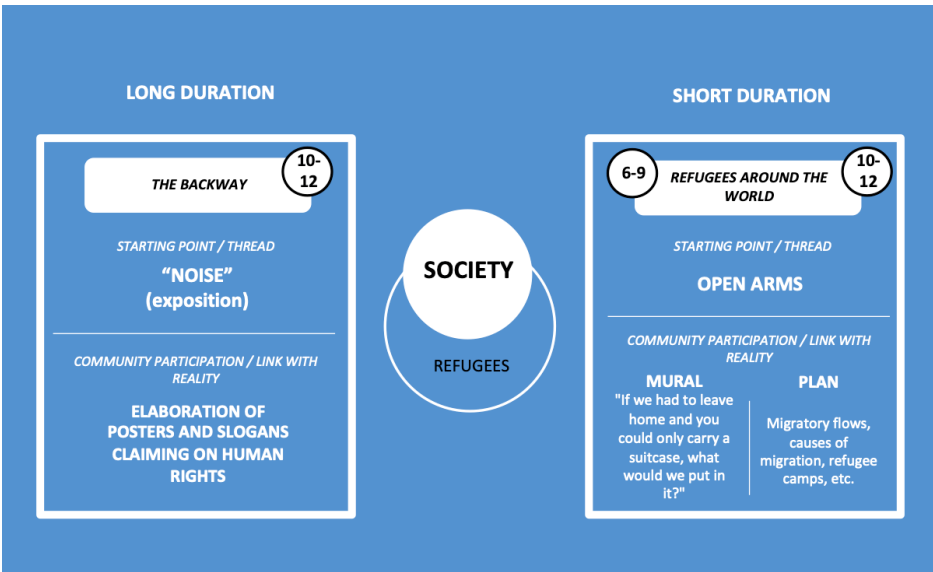 LONG DURATION
10-
12
THE BACKWAY
STARTING POINT / THREAD
“NOISE”
(exposition)
COMMUNITY PARTICIPATION / LINK WITH
REALITY
ELABORATION OF
POSTERS AND SLOGANS
CLAIMING ON HUMAN
RIGHTS
SOCIETY
REFUGEES
SHORT DURATION
6-9
10-
12
REFUGEES AROUND THE
WORLD
STARTING POINT / THREAD
OPEN ARMS
COMMUNITY PARTICIPATION / LINK WITH
REALITY
MURAL
"If we had to leave
home and you
could only carry a
suitcase, what
would we put in
it?"
PLAN
Migratory flows,
causes of
migration, refugee
camps, etc.